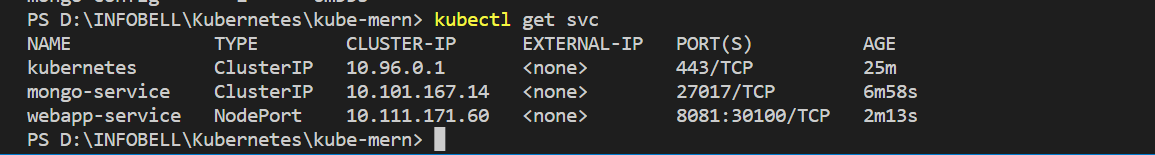 PS D:\INFOBELL\Kubernetes\kube-mern> kubectl get svc
NAME TYPE CLUSTER-IP EXTERNAL-IP PORT(S) AGE
kubernetes ClusterIP 10.96.0.1 <none> 443/TCP 25m
mongo-service ClusterIP 10.101.167.14 <none> 27017/TCP 6m58s
webapp-service NodePort 10.111.171.60 <none> 8081:30100/TCP 2m13s
PS D:\INFOBELL\Kubernetes\kube-mern>